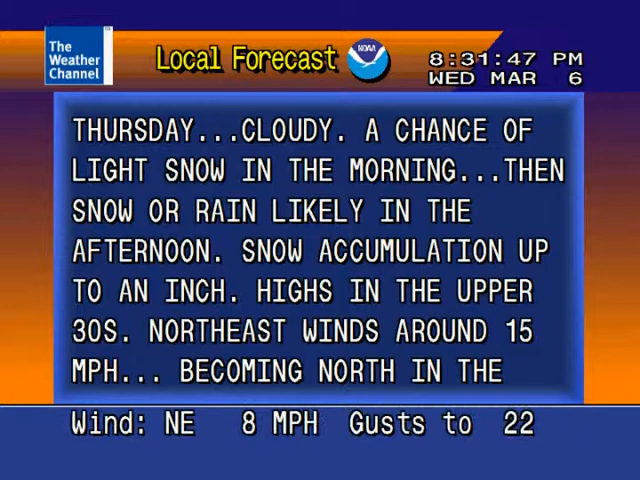 The
Weather
Channel
Local Forecast
NOAA
8:31:47 PM
WED MAR 6
THURSDAY...CLOUDY. A CHANCE OF
LIGHT SNOW IN THE MORNING...THEN
SNOW OR RAIN LIKELY IN THE
AFTERNOON. SNOW ACCUMULATION UP
TO AN INCH. HIGHS IN THE UPPER
30S. NORTHEAST WINDS AROUND 15
MPH... BECOMING NORTH IN THE
Wind: NE 8 MPH Gusts to 22